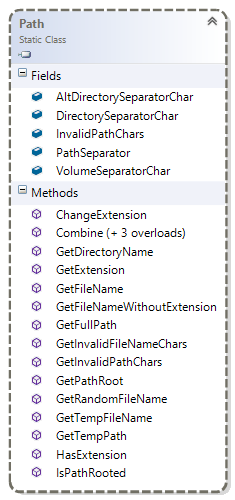 Path
Static Class
Fields
AltDirectorySeparatorChar
DirectorySeparatorChar
InvalidPathChars
PathSeparator
VolumeSeparatorChar
Methods
ChangeExtension
Combine (+ 3 overloads)
GetDirectoryName
GetExtension
GetFileName
GetFileNameWithoutExtension
GetFullPath
GetInvalidFileNameChars
GetInvalidPathChars
GetPathRoot
GetRandomFileName
GetTempFileName
GetTempPath
HasExtension
IsPathRooted